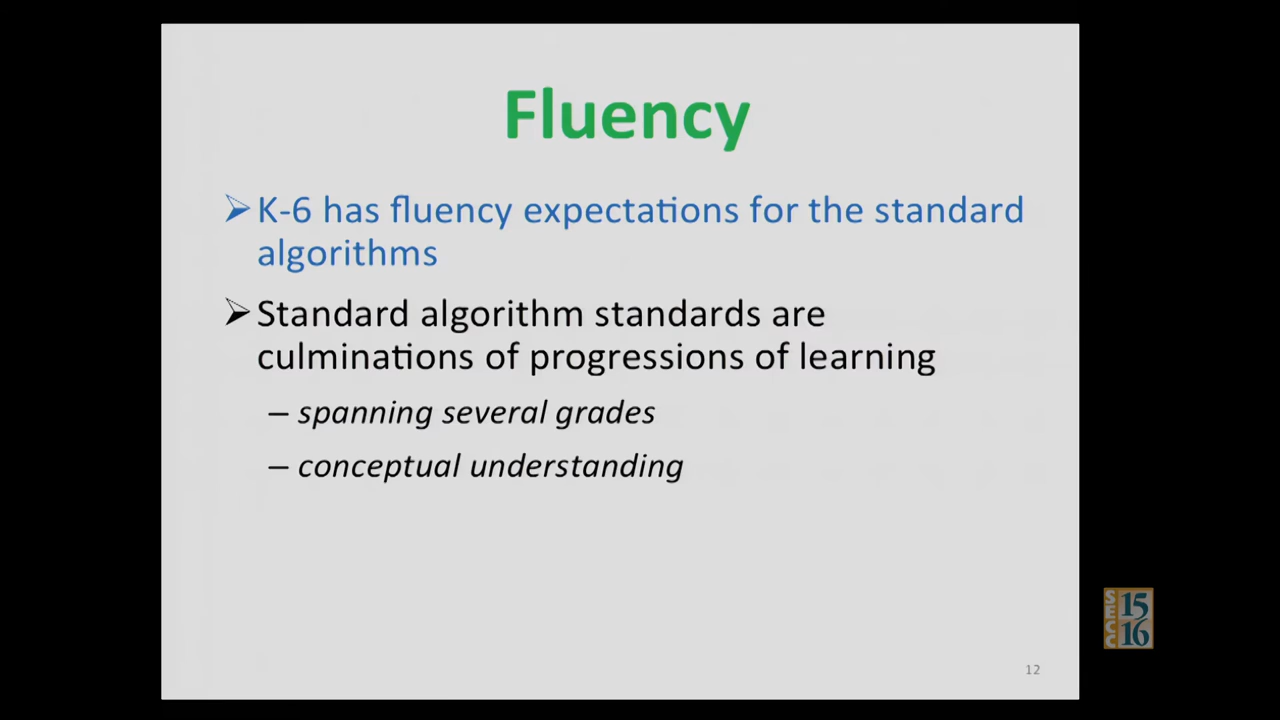 Fluency
➢K-6 has fluency expectations for the standard
algorithms
➢Standard algorithm standards are
culminations of progressions of learning
– spanning several grades
– conceptual understanding
SECC
15
16
12